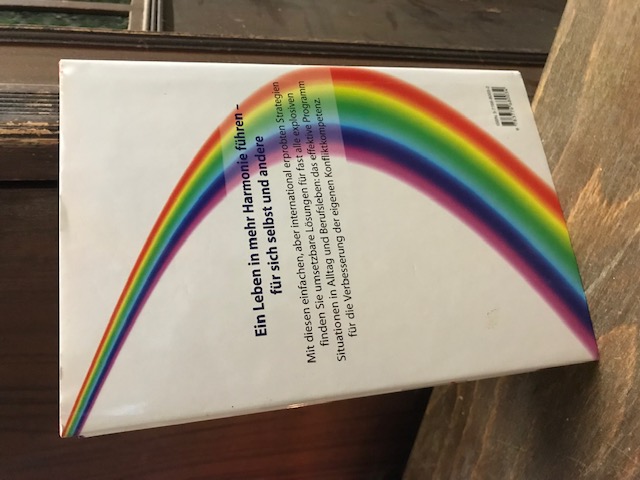 Ein Leben in mehr Harmonie führen –
für sich selbst und andere
Mit diesen einfachen, aber international erprobten Strategien
finden Sie umsetzbare Lösungen für fast alle explosiven
Situationen in Alltag und Berufsleben: das effektive Programm
für die Verbesserung der eigenen Konfliktkompetenz.